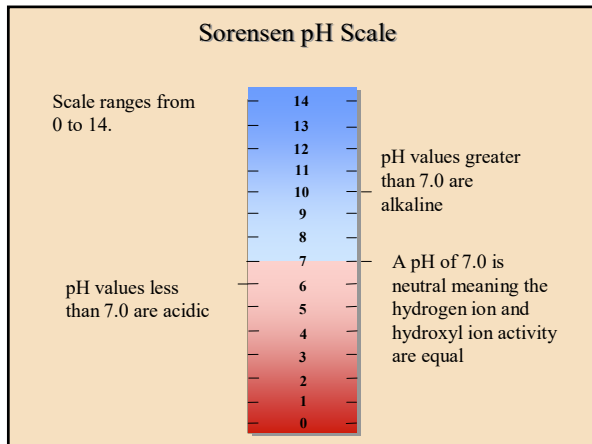 Sorensen pH Scale
Scale ranges from
0 to 14.
14
13
12
11
10
9
8
7
6
5
4
3
2
1
0
pH values greater
than 7.0 are
alkaline
pH values less
than 7.0 are acidic
A pH of 7.0 is
neutral meaning the
hydrogen ion and
hydroxyl ion activity
are equal